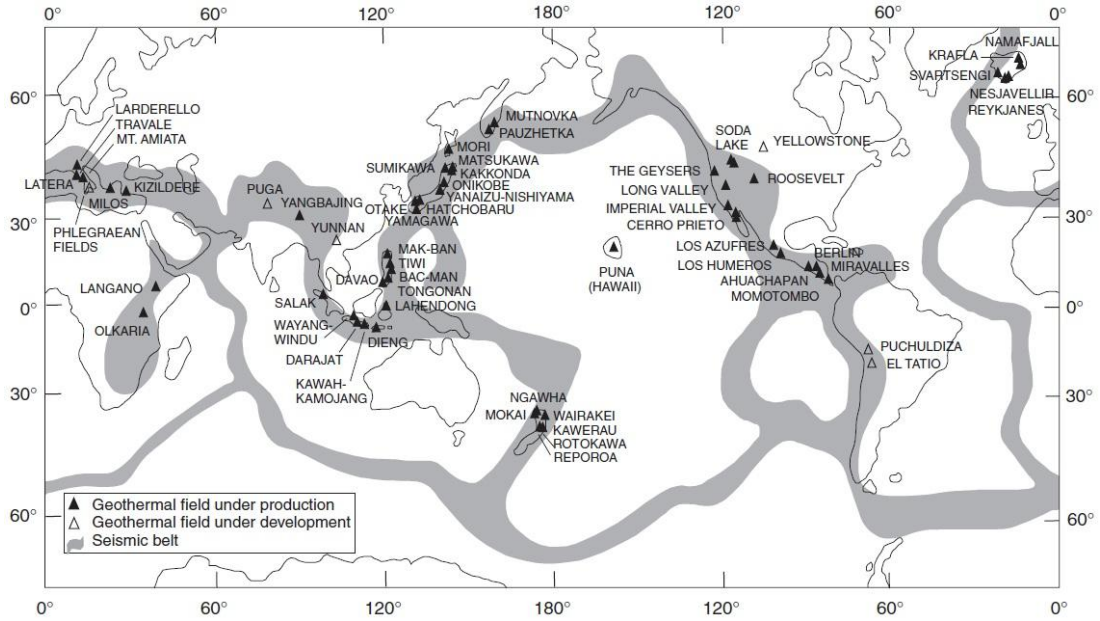 0° 60° 120° 180° 120° 60° 0°
NAMAFJALL
KRAFLA
SVARTSENGI
NESJAVELLIR
REYKJANES
60° 60°
LARDERELLO
TRAVALE
MT. AMIATA
LATERA
KIZILDERE
MILOS
PHLEGRAEAN
FIELDS
PUGA
YANGBAJING
YUNNAN
MUTNOVKA
PAUZHETKA
MORI
MATSUKAWA
SUMIKAWA
KAKKONDA
ONIKOBE
YANAIZU-NISHIYAMA
OTAKE
HATCHOBARU
YAMAGAWA
SODA
LAKE
YELLOWSTONE
THE GEYSERS
ROOSEVELT
LONG VALLEY
IMPERIAL VALLEY
CERRO PRIETO
30° 30°
MAK-BAN
TIWI
BAC-MAN
DAVAO
TONGONAN
LAHENDONG
PUNA
(HAWAII)
LOS AZUFRES
BERLIN
LOS HUMEROS
MIRAVALLES
AHUACHAPAN
MOMOTOMBO
LANGANO
OLKARIA
0° 0°
SALAK
WAYANG-
WINDU
DIENG
DARAJAT
KAWAH-
KAMOJANG
PUCHULDIZA
EL TATIO
30° 30°
NGAWHA
MOKAI
WAIRAKEI
KAWERAU
ROTOKAWA
REPOROA
Geothermal field under production
Geothermal field under development
Seismic belt
60° 60°
0° 60° 120° 180° 120° 60° 0°